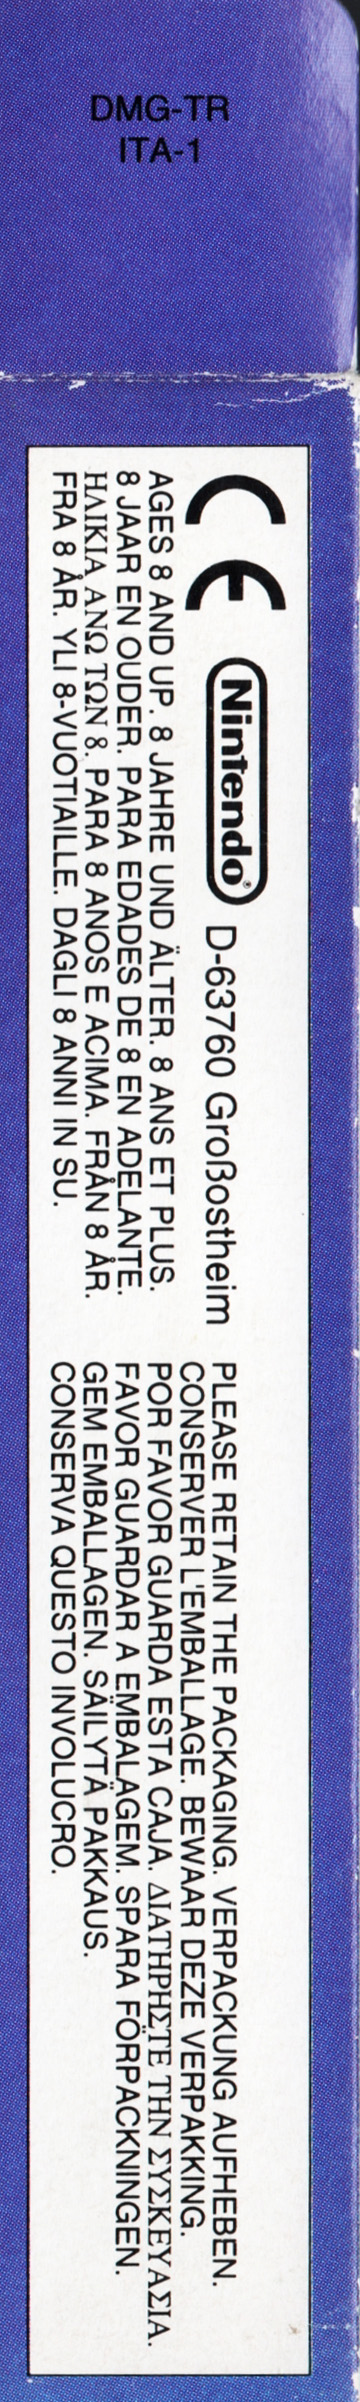 DMG-TR
ITA-1
CE Nintendo® D-63760 Großostheim
AGES 8 AND UP. 8 JAHRE UND ÄLTER. 8 ANS ET PLUS.
8 JAAR EN OUDER. PARA EDADES DE 8 EN ADELANTE.
ΗΛΙΚΙΑ ΑΝΩ ΤΩΝ 8. PARA 8 ANOS E ACIMA. FRÅN 8 ÅR.
FRA 8 ÅR. YLI 8-VUOTIAILLE. DAGLI 8 ANNI IN SU.
PLEASE RETAIN THE PACKAGING. VERPACKUNG AUFHEBEN.
CONSERVER L'EMBALLAGE. BEWAAR DEZE VERPAKKING.
POR FAVOR GUARDA ESTA CAJA. ΔΙΑΤΗΡΗΣΤΕ ΤΗΝ ΣΥΣΚΕΥΑΣΙΑ.
FAVOR GUARDAR A EMBALAGEM. SPARA FÖRPACKNINGEN.
GEM EMBALLAGEN. SÄILYTÄ PAKKAUS.
CONSERVA QUESTO INVOLUCRO.